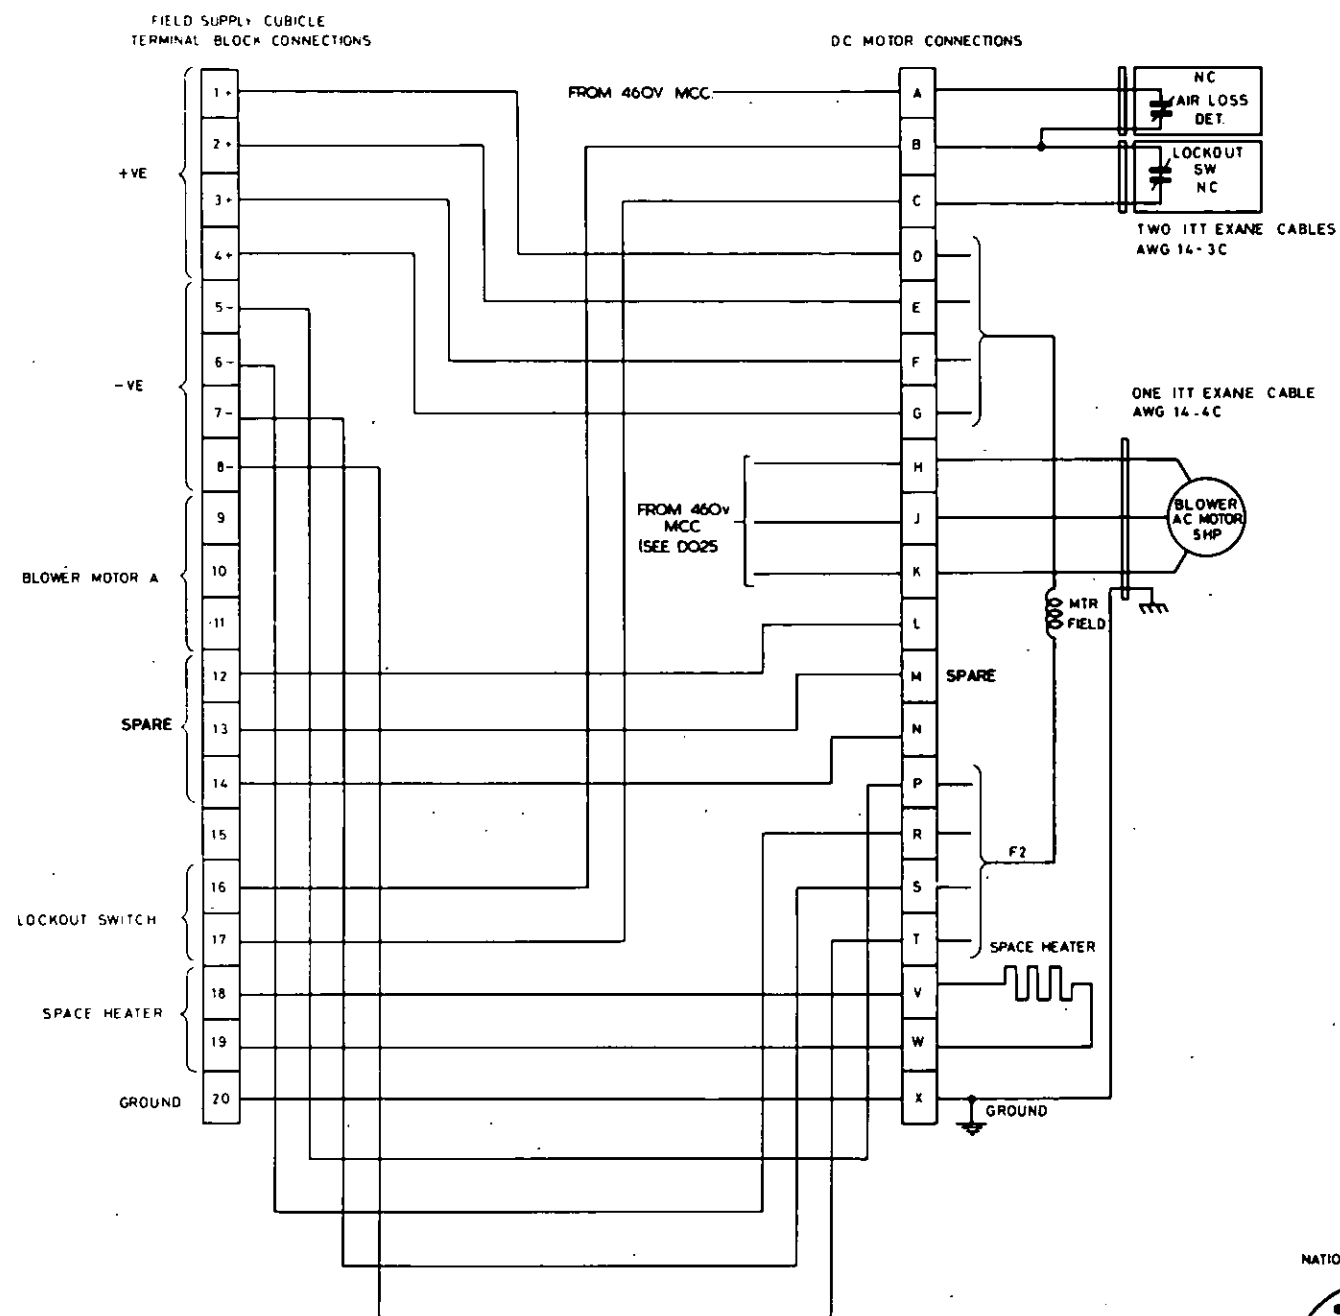 FIELD SUPPLY CUBICLE
TERMINAL BLOCK CONNECTIONS
DC MOTOR CONNECTIONS
+VE
1+
2+
3+
4+
-VE
5-
6-
7-
8-
BLOWER MOTOR A
9
10
11
SPARE
12
13
14
15
LOCKOUT SWITCH
16
17
SPACE HEATER
18
19
GROUND
20
FROM 460V MCC
FROM 460V
MCC
(SEE DO25
A
B
C
D
E
F
G
H
J
K
L
M
N
P
R
S
T
V
W
X
NC
AIR LOSS
DET.
LOCKOUT
SW
NC
TWO ITT EXANE CABLES
AWG 14-3C
ONE ITT EXANE CABLE
AWG 14-4C
BLOWER
AC MOTOR
5HP
MTR
FIELD
SPARE
F2
SPACE HEATER
GROUND
NATIO